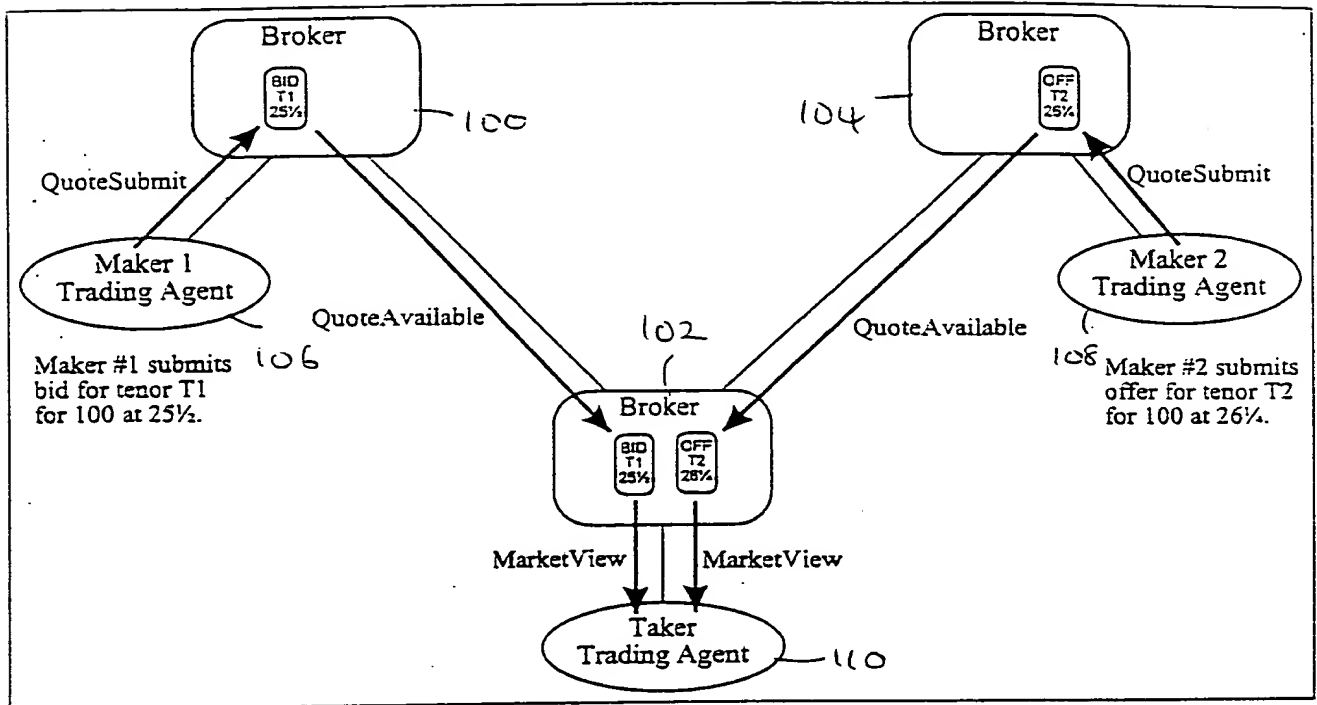 Broker
BID
T1
25½
100
QuoteSubmit
Maker 1
Trading Agent
106
Maker #1 submits
bid for tenor T1
for 100 at 25½.
QuoteAvailable
Broker
OFF
T2
104
QuoteSubmit
Maker 2
Trading Agent
108
Maker #2 submits
offer for tenor T2
for 100 at 26¼.
QuoteAvailable
102
Broker
BID
T1
25½
OFF
T2
26¼
MarketView
MarketView
Taker
Trading Agent
110